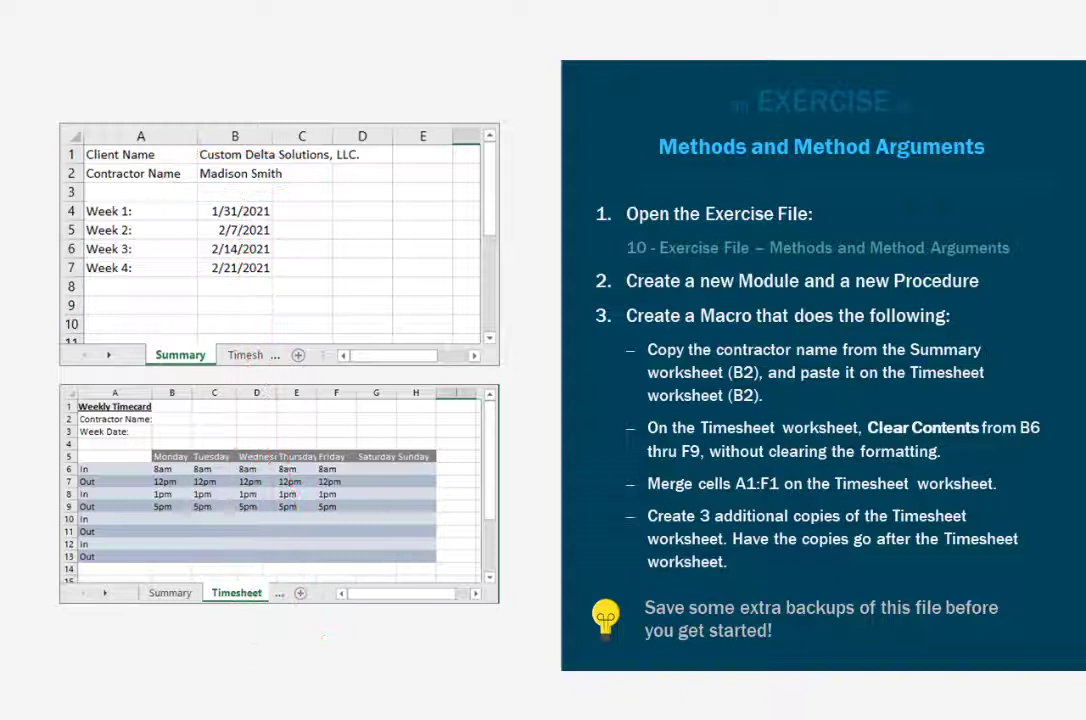 A B C D E
1 Client Name Custom Delta Solutions, LLC.
2 Contractor Name Madison Smith
3
4 Week 1: 1/31/2021
5 Week 2: 2/7/2021
6 Week 3: 2/14/2021
7 Week 4: 2/21/2021
8
9
10
11
Summary Timesh ...
A B C D E F G H I
1 Weekly Timecard
2 Contractor Name:
3 Week Date:
4
5 Monday Tuesday Wednes Thursday Friday Saturday Sunday
6 In 8am 8am 8am 8am 8am
7 Out 12pm 12pm 12pm 12pm 12pm
8 In 1pm 1pm 1pm 1pm 1pm
9 Out 5pm 5pm 5pm 5pm 5pm
10 In
11 Out
12 In
13 Out
14
15
Summary Timesheet ...
EXERCISE
Methods and Method Arguments
1. Open the Exercise File:
10 - Exercise File – Methods and Method Arguments
2. Create a new Module and a new Procedure
3. Create a Macro that does the following:
– Copy the contractor name from the Summary
worksheet (B2), and paste it on the Timesheet
worksheet (B2).
– On the Timesheet worksheet, Clear Contents from B6
thru F9, without clearing the formatting.
– Merge cells A1:F1 on the Timesheet worksheet.
– Create 3 additional copies of the Timesheet
worksheet. Have the copies go after the Timesheet
worksheet.
Save some extra backups of this file before
you get started!